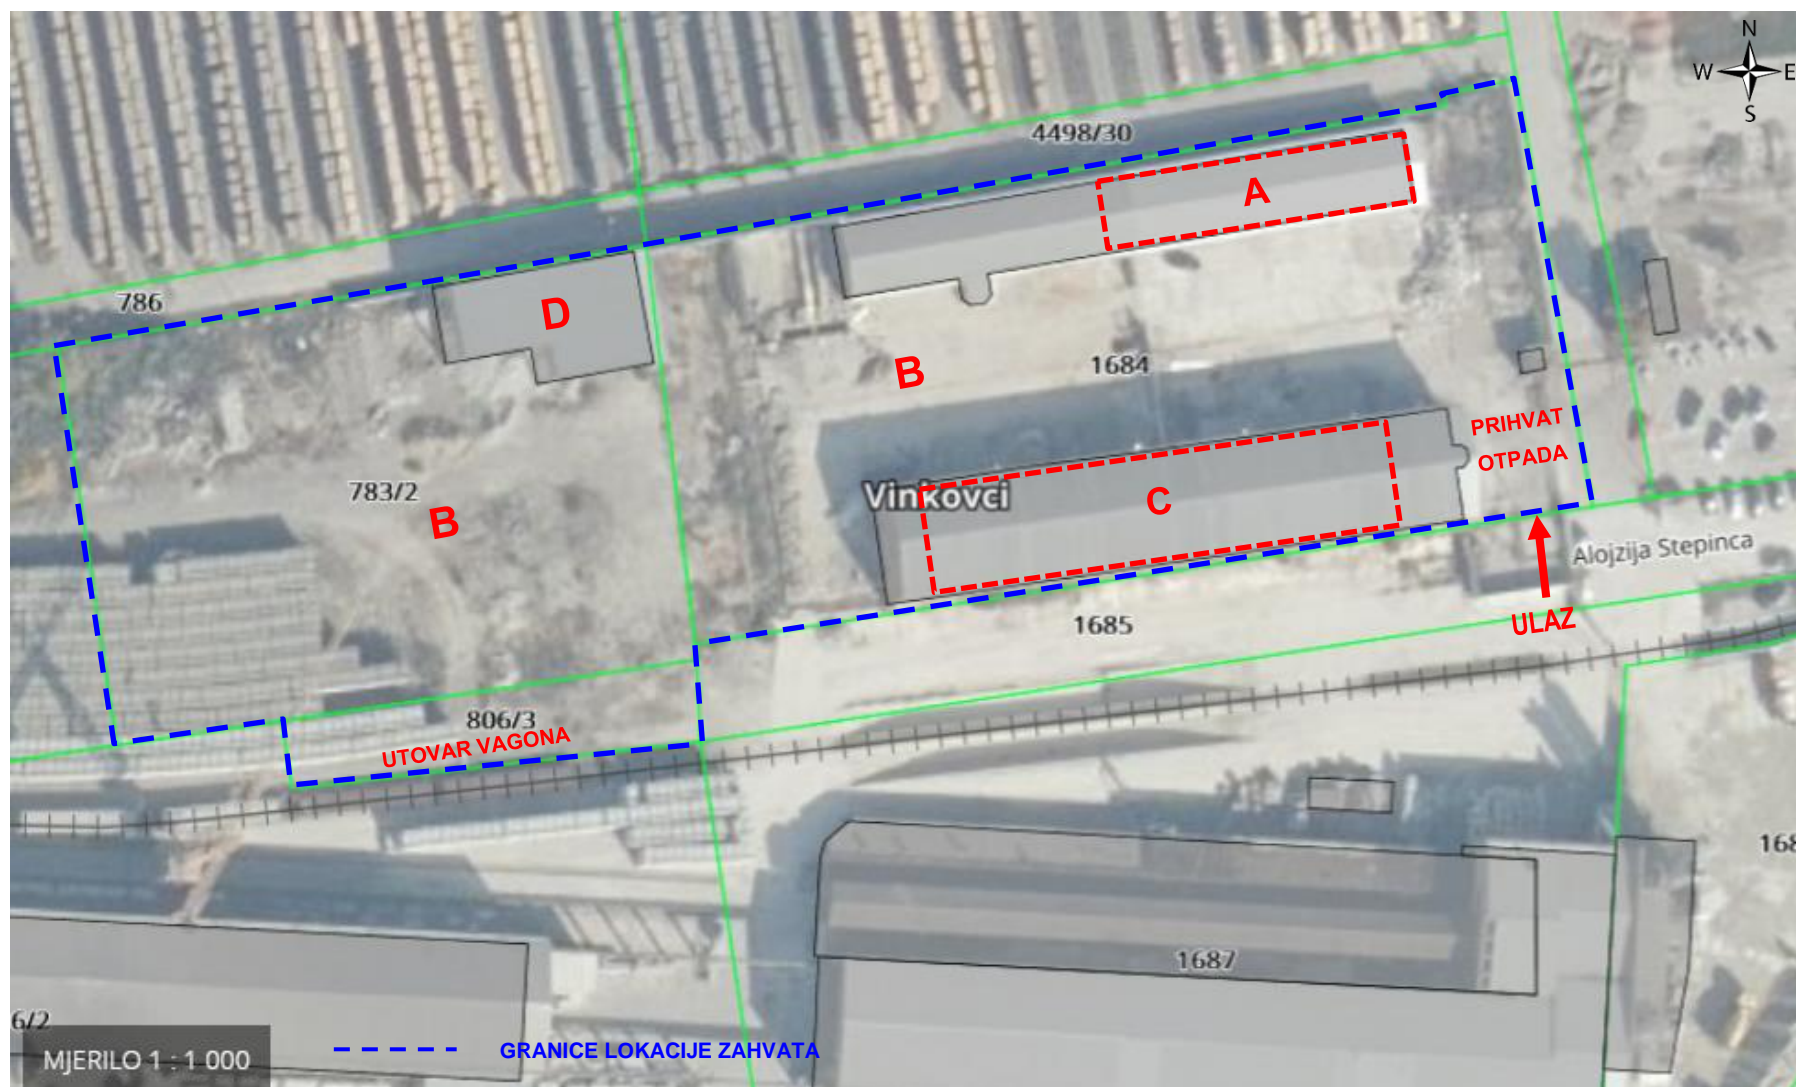 N
W E
S
4498/30
A
786
D
B
1684
PRIHVAT
OTPADA
783/2
B
Vinkovci
C
Alojzija Stepinca
ULAZ
1685
806/3
UTOVAR VAGONA
168
1687
6/2
MJERILO 1 : 1 000
GRANICE LOKACIJE ZAHVATA